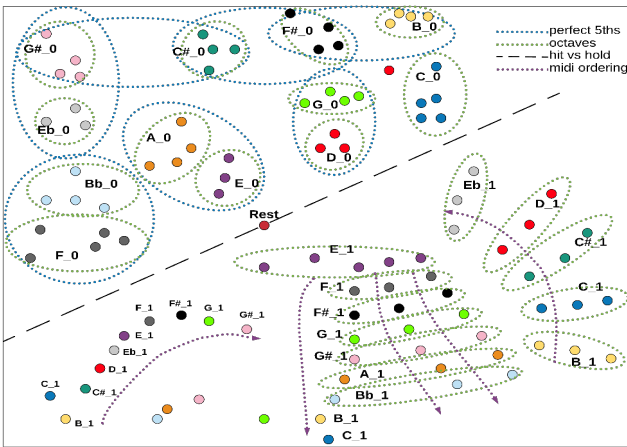 F#_0
B_0
perfect 5ths
G#_0
C#_0
octaves
hit vs hold
midi ordering
C_0
G_0
Eb_0
A_0
D_0
E_0
Bb_0
Eb_1
D_1
Rest
F_0
C#_1
E_1
F_1
C_1
F_1
F#_1
G_1
G#_1
F#_1
E_1
G_1
Eb_1
G#_1
B_1
D_1
A_1
C_1
C#_1
Bb_1
B_1
B_1
C_1